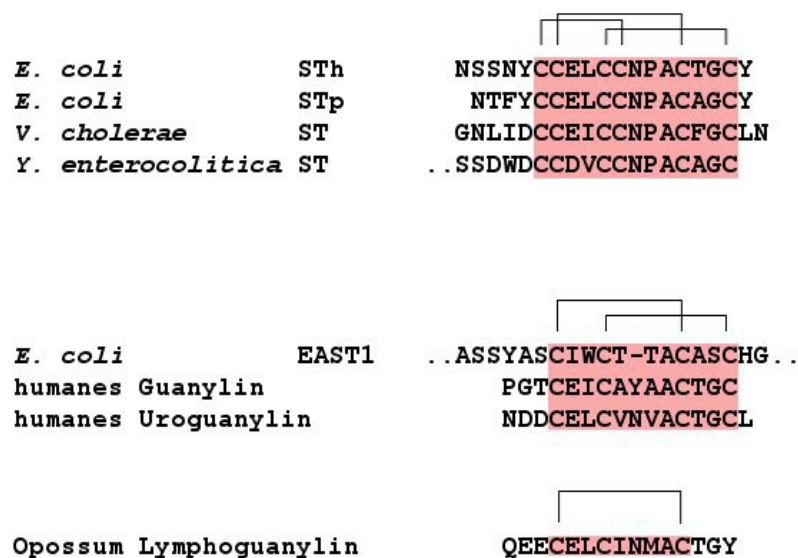 E. coli STh NSSNYCCELCCNPACTGCY
E. coli STp NTFYCCELCCNPACAGCY
V. cholerae ST GNLIDCCEICCNPACFGCLN
Y. enterocolitica ST ..SSDWDCCDVCCNPACAGC
E. coli EAST1 ..ASSYASCIWCT-TACASCHG..
humanes Guanylin PGTCEICAYAACTGC
humanes Uroguanylin NDDCELCVNVACTGCL
Opossum Lymphoguanylin QEECELCINMACTGY